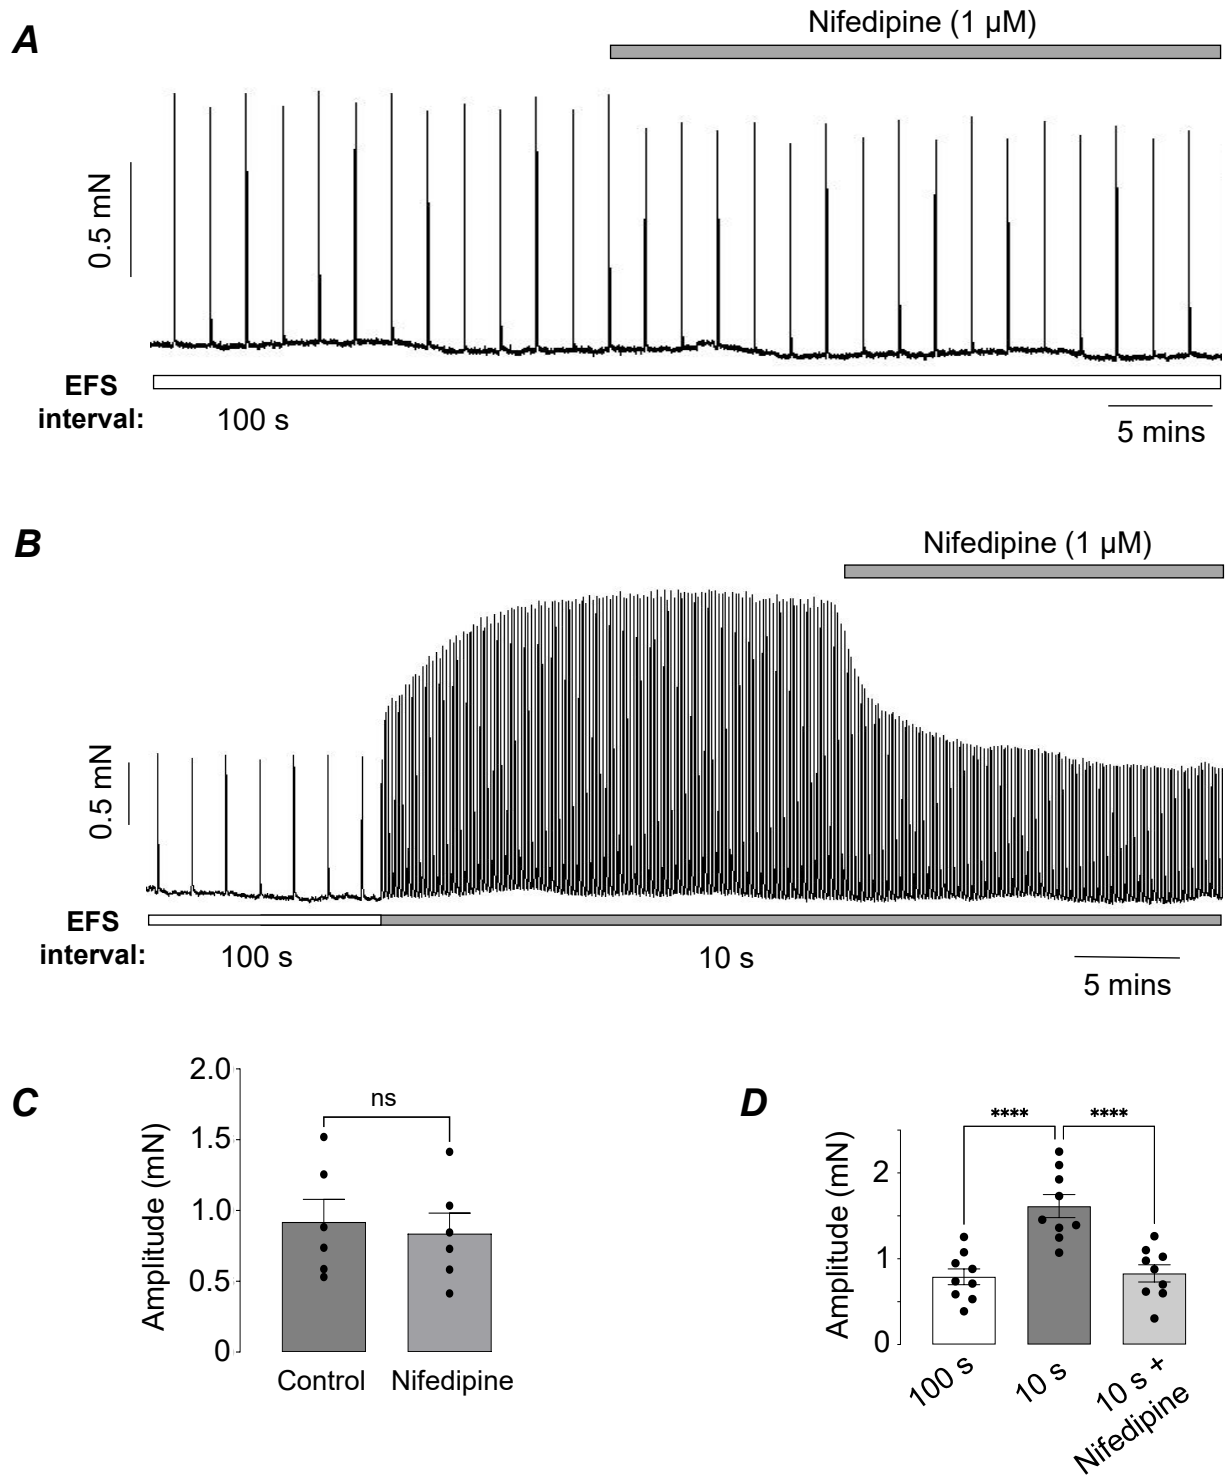 A
Nifedipine (1 µM)
0.5 mN
EFS
interval:
100 s
5 mins
B
Nifedipine (1 µM)
0.5 mN
EFS
interval:
100 s
10 s
5 mins
C
Amplitude (mN)
2.0
1.5
1.0
0.5
0
ns
Control
Nifedipine
D
Amplitude (mN)
2
1
0
****
****
100 s
10 s
10 s +
Nifedipine